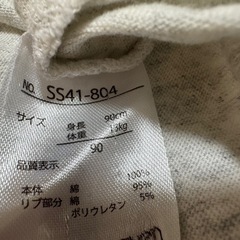 NO. SS41-804
サイズ 身長 90cm
体重 13kg
90
品質表示
100%
本体 綿 95%
リブ部分 綿 5%
ポリウレタン